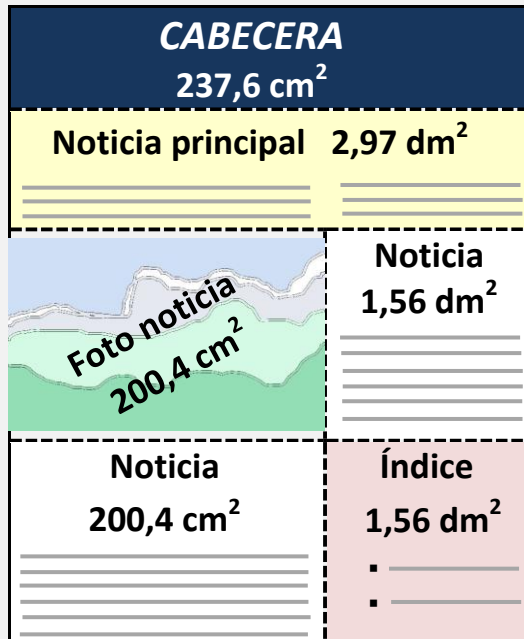 CABECERA
237,6 cm²
Noticia principal 2,97 dm²
Foto noticia
200,4 cm²
Noticia
1,56 dm²
Noticia
200,4 cm²
Índice
1,56 dm²